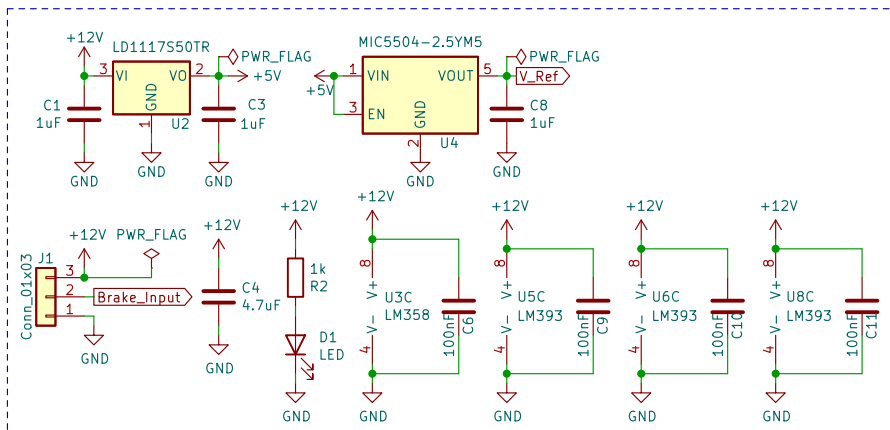 +12V
LD1117S50TR
PWR_FLAG
3
VI
VO
2
+5V
GND
1
U2
C1
1uF
C3
1uF
GND
GND
GND
MIC5504-2.5YM5
PWR_FLAG
+5V
1
VIN
VOUT
5
V_Ref
3
EN
GND
2
U4
C8
1uF
GND
GND
J1
Conn_01x03
+12V
PWR_FLAG
3
2
Brake_Input
1
GND
+12V
C4
4.7uF
GND
+12V
1k
R2
D1
LED
GND
+12V
8
V+
U3C
LM358
V-
4
100nF
C6
GND
+12V
8
V+
U5C
LM393
V-
4
100nF
C9
GND
+12V
8
V+
U6C
LM393
V-
4
100nF
C10
GND
+12V
8
V+
U8C
LM393
V-
4
100nF
C11
GND